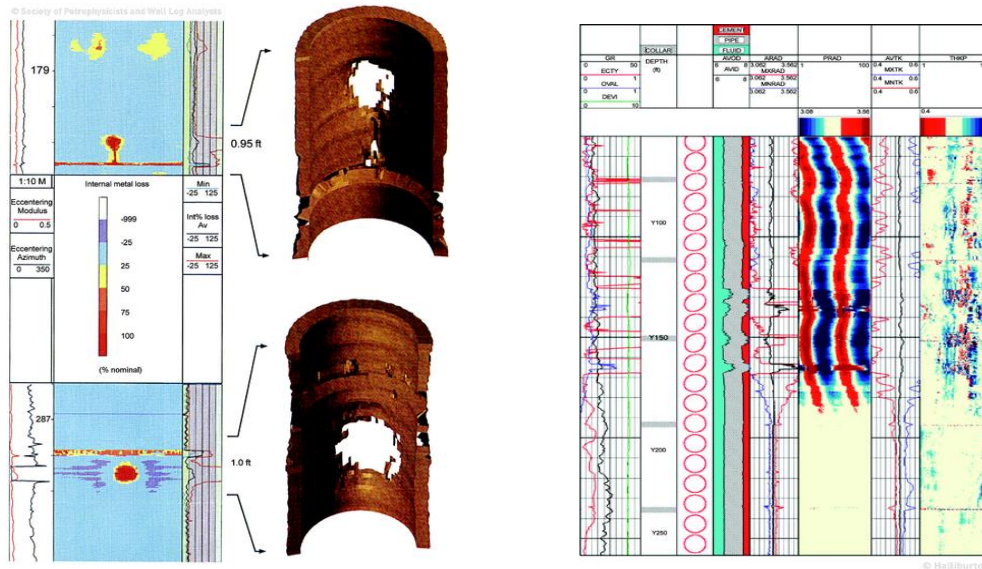 © Society of Petrophysicists and Well Log Analysts
179
0.95 ft
1:10 M
Eccentering
Modulus
0 0.5
Eccentering
Azimuth
0 350
Internal metal loss
-999
-25
25
50
75
100
(% nominal)
Min
-25 125
Int% loss
Av
-25 125
Max
-25 125
287
1.0 ft
CEMENT
PIPE
FLUID
COLLAR
GR
0 50
ECTY
0 1
OVAL
0 1
DEVI
0 10
DEPTH
(ft)
AVOD
6 8
AVID
6 8
ARAD
3.062 3.562
MXRAD
3.062 3.562
MNRAD
3.062 3.562
PRAD
1 100
3.06 3.56
AVTK
0.4 0.6
MXTK
0.4 0.6
MNTK
0.4 0.6
THKP
0.4
Y100
Y150
Y200
Y250